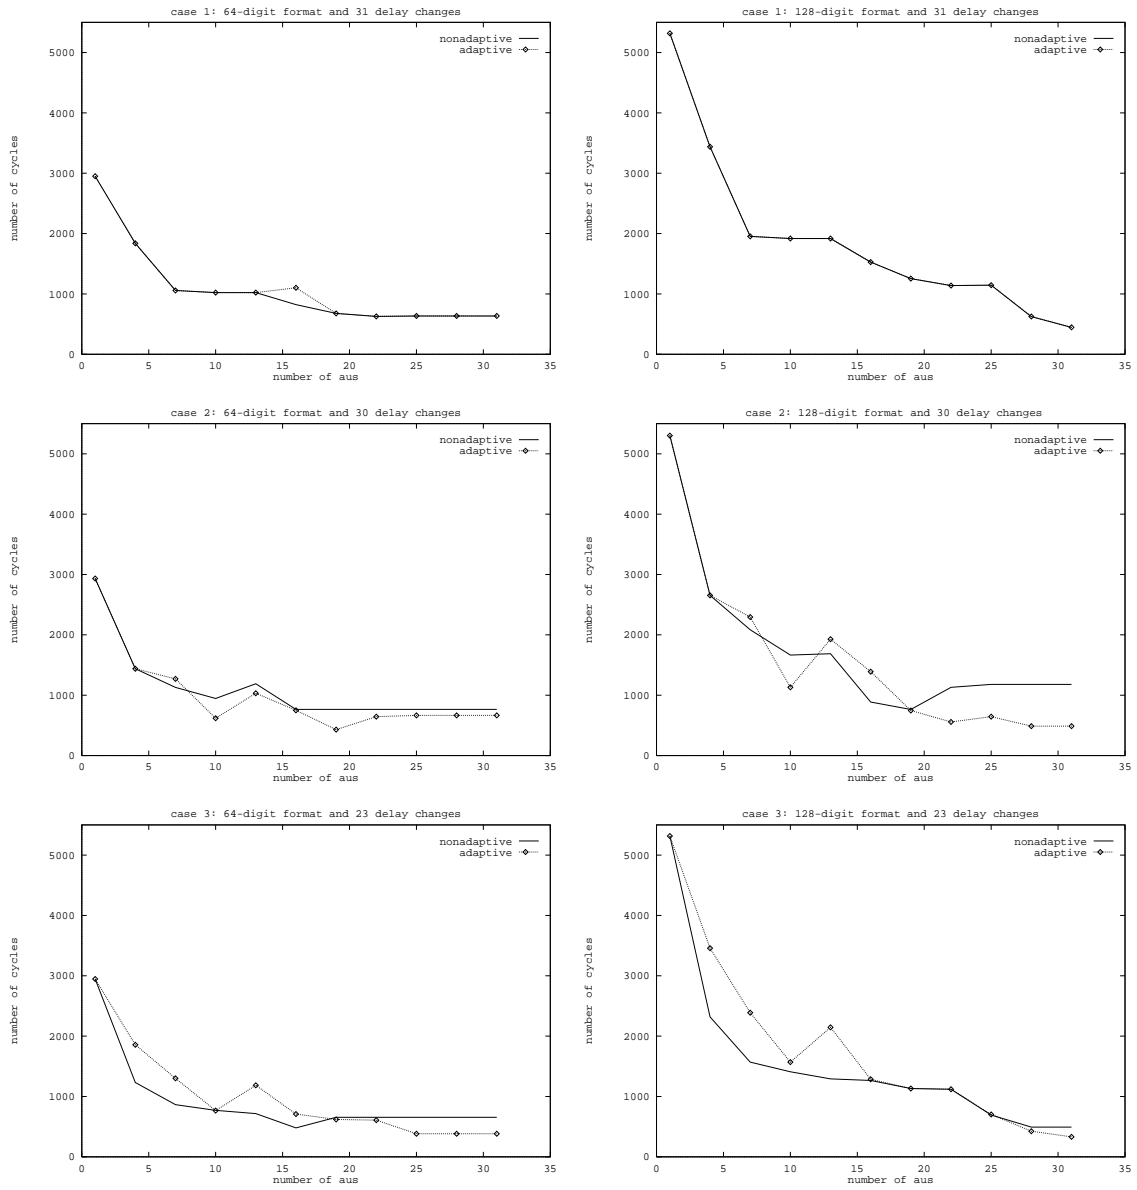 case 1: 64-digit format and 31 delay changes
nonadaptive
adaptive
number of cycles
5000
4000
3000
2000
1000
0
0 5 10 15 20 25 30 35
number of aus
case 1: 128-digit format and 31 delay changes
nonadaptive
adaptive
number of cycles
5000
4000
3000
2000
1000
0
0 5 10 15 20 25 30 35
number of aus
case 2: 64-digit format and 30 delay changes
nonadaptive
adaptive
number of cycles
5000
4000
3000
2000
1000
0
0 5 10 15 20 25 30 35
number of aus
case 2: 128-digit format and 30 delay changes
nonadaptive
adaptive
number of cycles
5000
4000
3000
2000
1000
0
0 5 10 15 20 25 30 35
number of aus
case 3: 64-digit format and 23 delay changes
nonadaptive
adaptive
number of cycles
5000
4000
3000
2000
1000
0
0 5 10 15 20 25 30 35
number of aus
case 3: 128-digit format and 23 delay changes
nonadaptive
adaptive
number of cycles
5000
4000
3000
2000
1000
0
0 5 10 15 20 25 30 35
number of aus